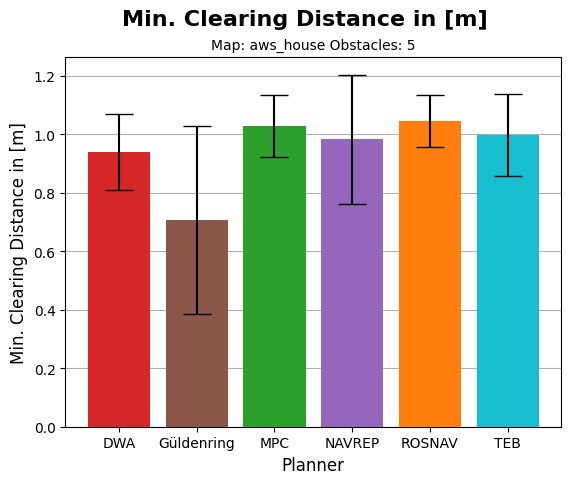 Min. Clearing Distance in [m]
Map: aws_house Obstacles: 5
Min. Clearing Distance in [m]
1.2
1.0
0.8
0.6
0.4
0.2
0.0
DWA Güldenring MPC NAVREP ROSNAV TEB
Planner